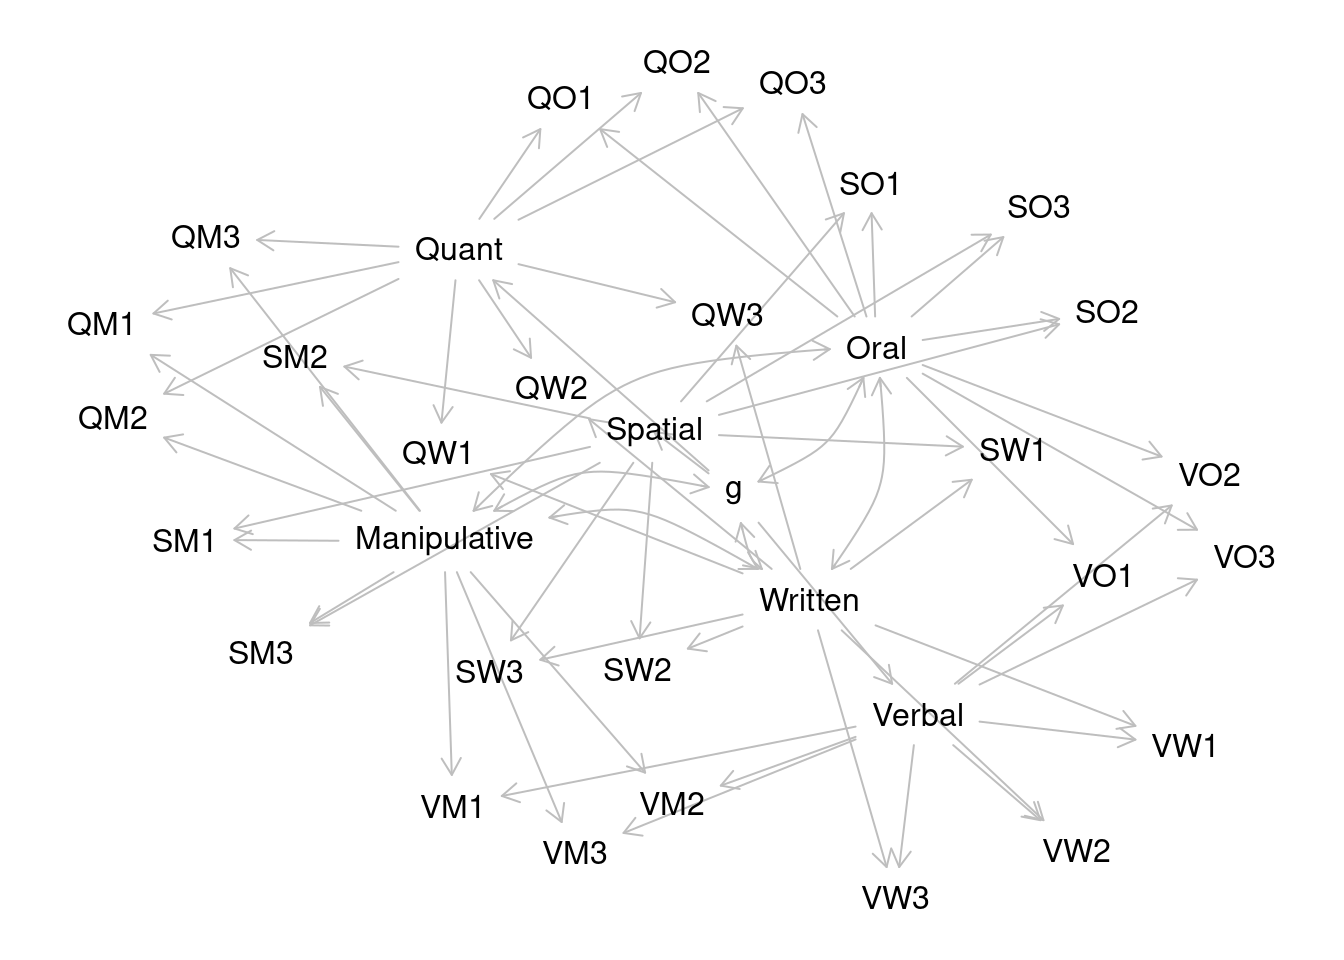 QO2
QO3
QO1
SO1
SO3
QM3
Quant
SO2
QW3
QM1
Oral
SM2
QW2
QM2
Spatial
SW1
QW1
VO2
g
Manipulative
SM1
VO3
VO1
Written
SM3
SW3
SW2
Verbal
VW1
VM2
VM1
VW2
VM3
VW3